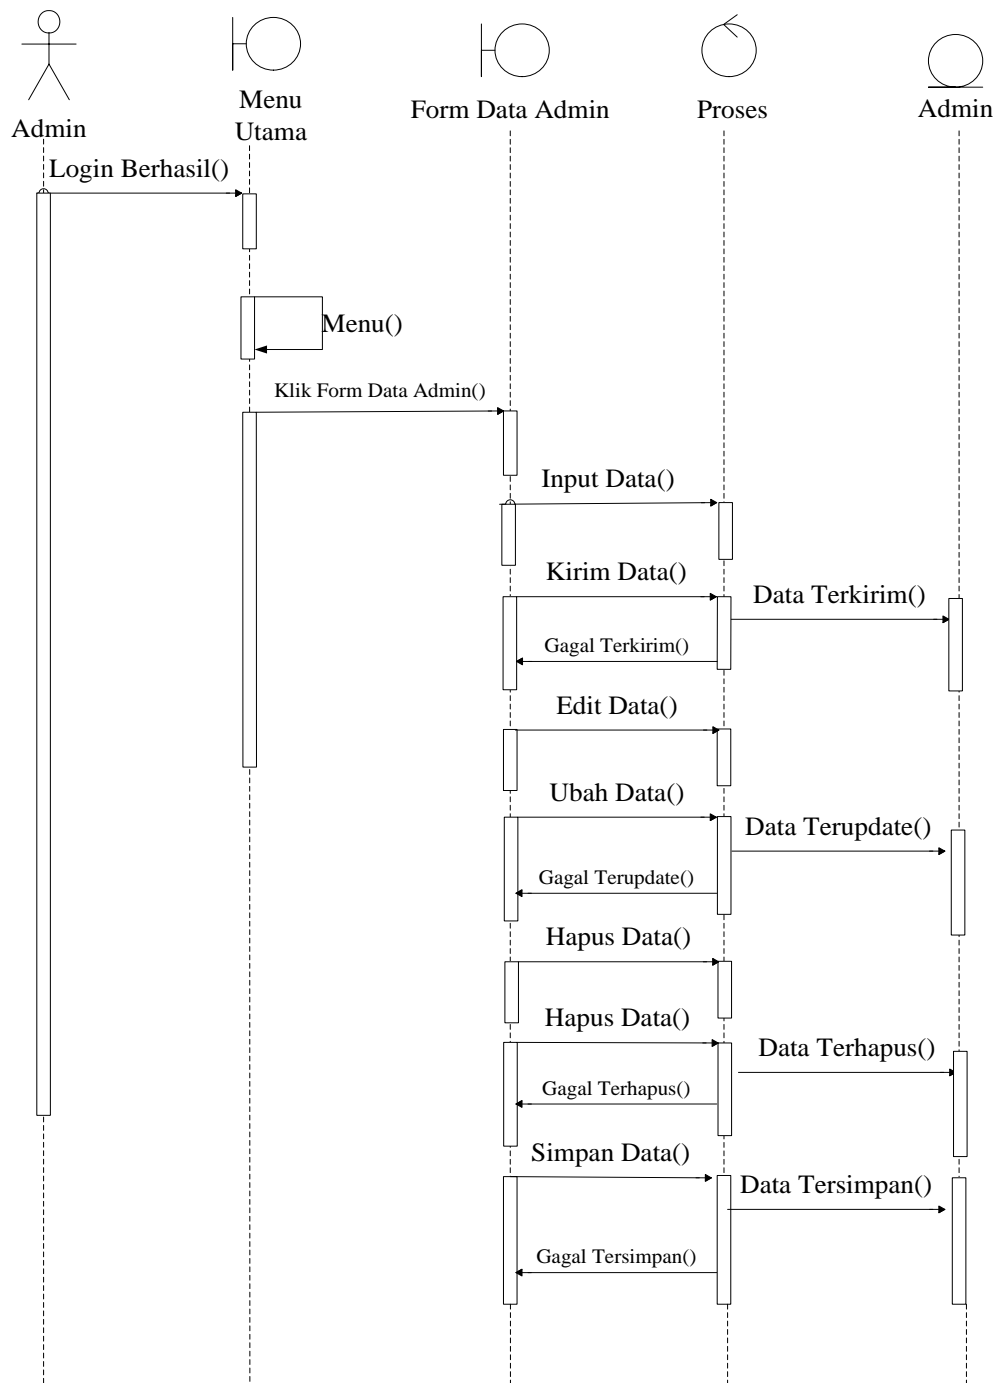 Admin
Menu
Utama
Form Data Admin
Proses
Admin
Login Berhasil()
Menu()
Klik Form Data Admin()
Input Data()
Kirim Data()
Data Terkirim()
Gagal Terkirim()
Edit Data()
Ubah Data()
Data Terupdate()
Gagal Terupdate()
Hapus Data()
Hapus Data()
Data Terhapus()
Gagal Terhapus()
Simpan Data()
Data Tersimpan()
Gagal Tersimpan()